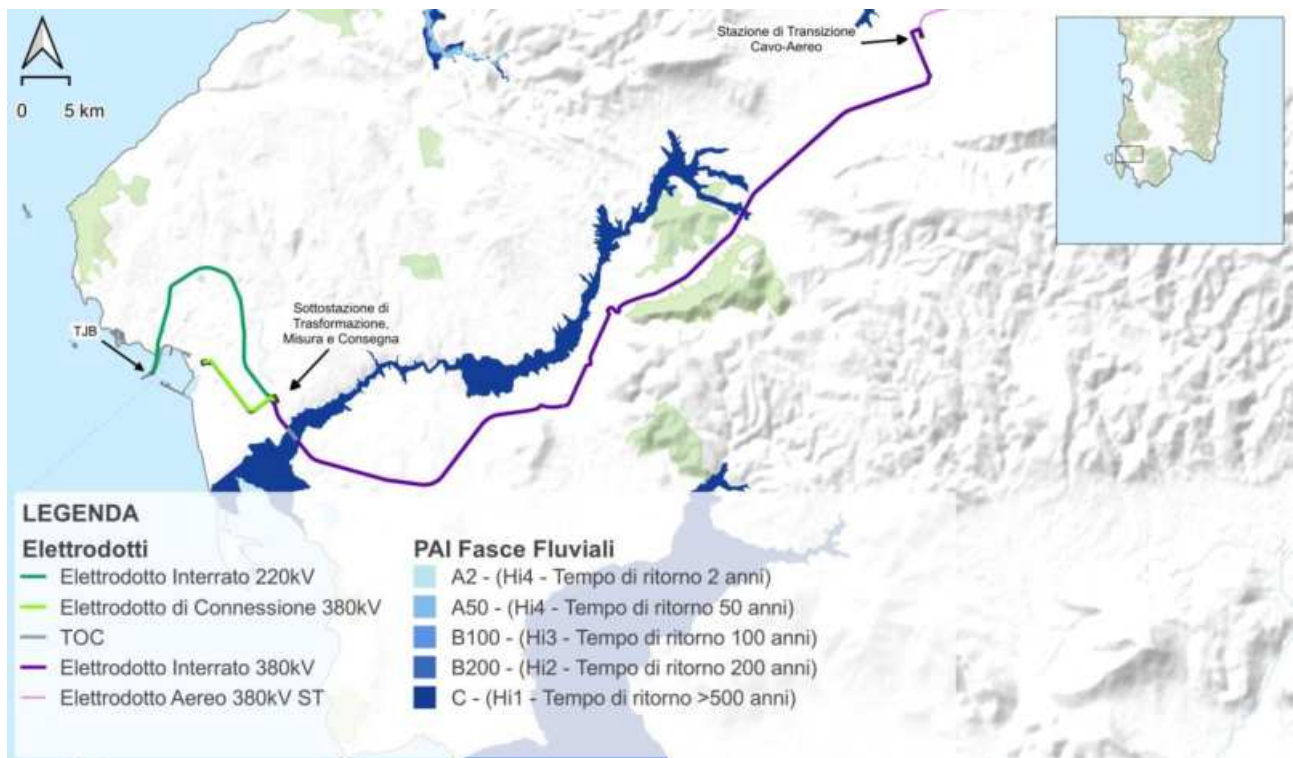 Stazione di Transizione
Cavo-Aereo
0 5 km
Sottostazione di
Trasformazione,
Misura e Consegna
TJB
LEGENDA
Elettrodotti
Elettrodotto Interrato 220kV
Elettrodotto di Connessione 380kV
TOC
Elettrodotto Interrato 380kV
Elettrodotto Aereo 380kV ST
PAI Fasce Fluviali
A2 - (Hi4 - Tempo di ritorno 2 anni)
A50 - (Hi4 - Tempo di ritorno 50 anni)
B100 - (Hi3 - Tempo di ritorno 100 anni)
B200 - (Hi2 - Tempo di ritorno 200 anni)
C - (Hi1 - Tempo di ritorno >500 anni)